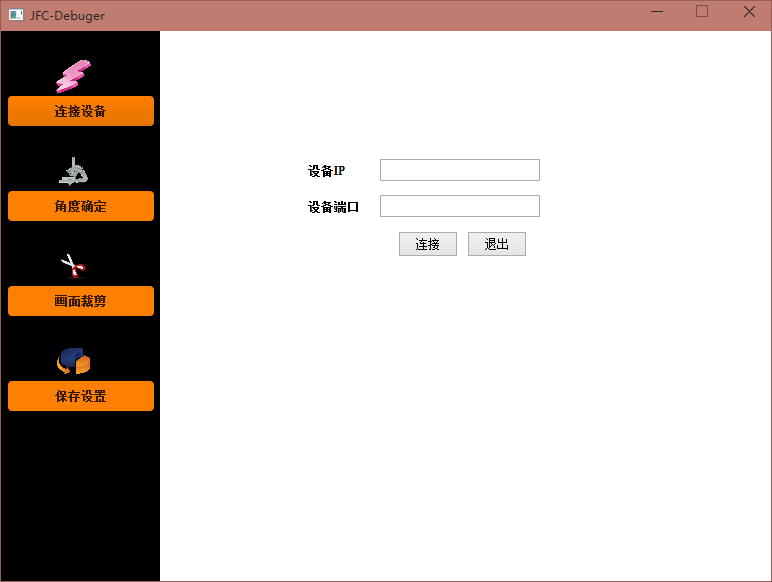 JFC-Debuger
连接设备
角度确定
画面裁剪
保存设置
设备IP
设备端口
连接 退出